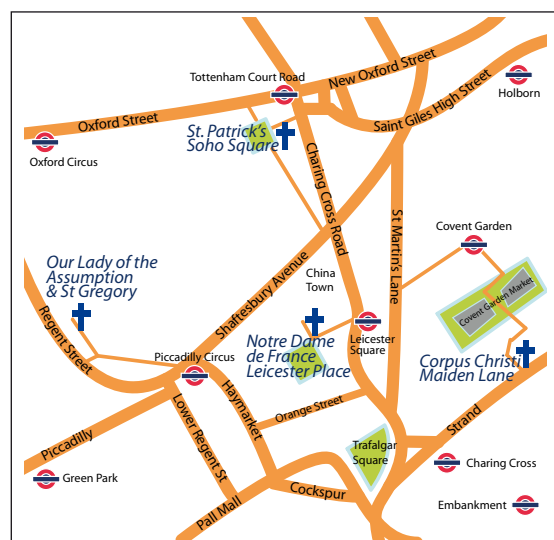 New Oxford Street
Tottenham Court Road
Holborn
Oxford Street
Saint Giles High Street
St. Patrick's
Soho Square
Oxford Circus
Charing Cross Road
St Martin's Lane
Covent Garden
Our Lady of the
Assumption
& St Gregory
Shaftesbury Avenue
China
Town
Covent Garden Market
Regent Street
Notre Dame
de France
Leicester Place
Leicester
Square
Corpus Christi
Maiden Lane
Piccadilly Circus
Haymarket
Orange Street
Lower Regent St
Strand
Piccadilly
Trafalgar
Square
Charing Cross
Green Park
Pall Mall
Cockspur
Embankment